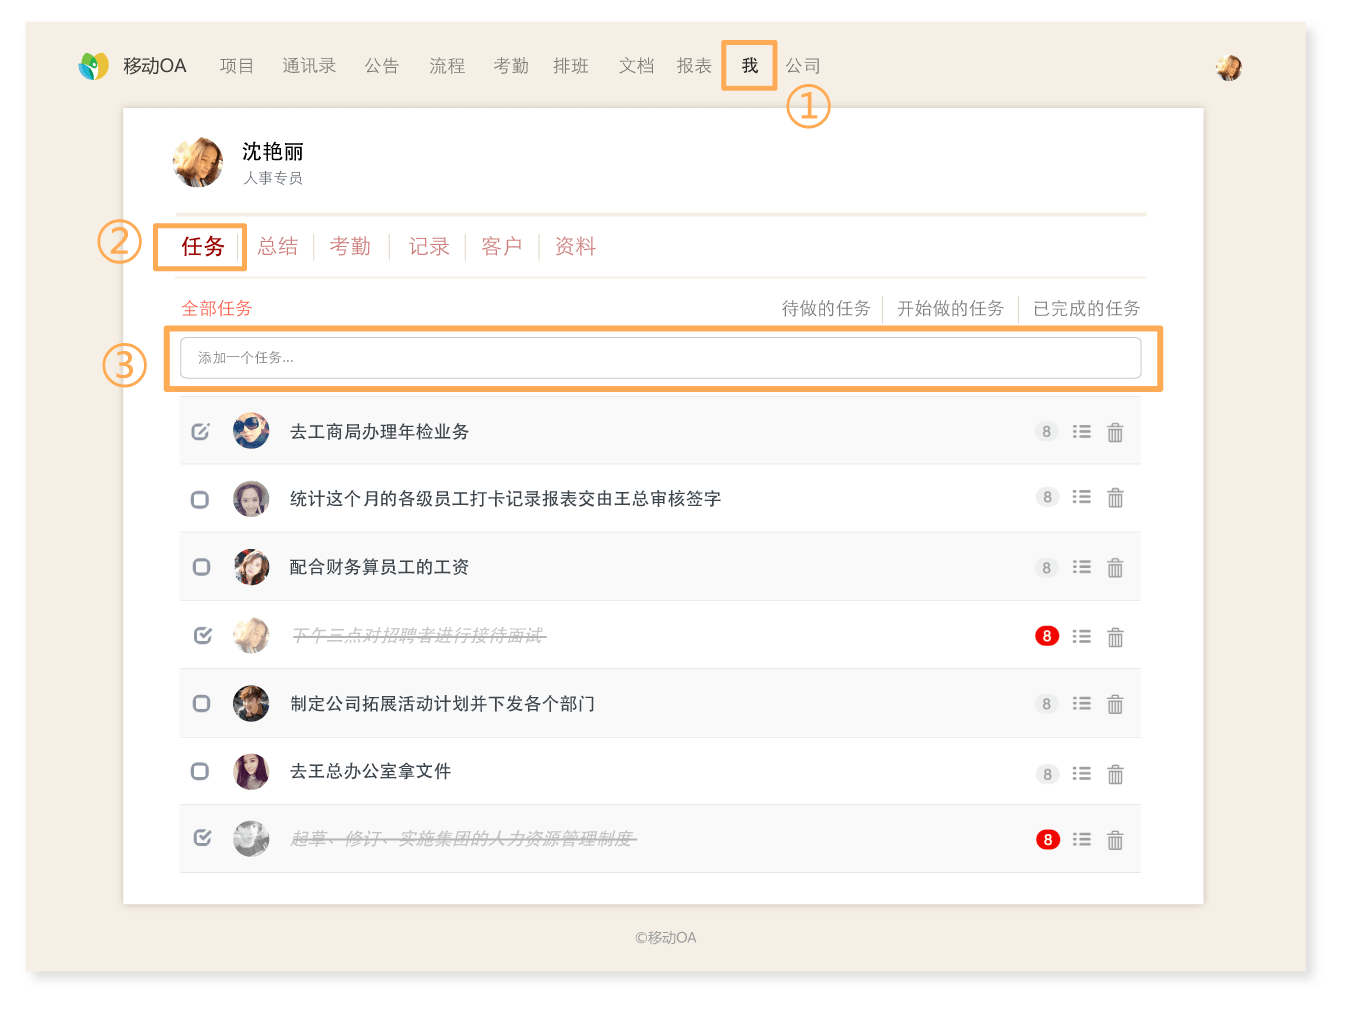 移动OA 项目 通讯录 公告 流程 考勤 排班 文档 报表 我 公司
①
沈艳丽
人事专员
② 任务 总结 考勤 记录 客户 资料
全部任务 待做的任务 开始做的任务 已完成的任务
③ 添加一个任务...
去工商局办理年检业务 8
统计这个月的各级员工打卡记录报表交由王总审核签字 8
配合财务算员工的工资 8
下午三点对招聘者进行接待面试 8
制定公司拓展活动计划并下发各个部门 8
去王总办公室拿文件 8
起草、修订、实施集团的人力资源管理制度 8
©移动OA